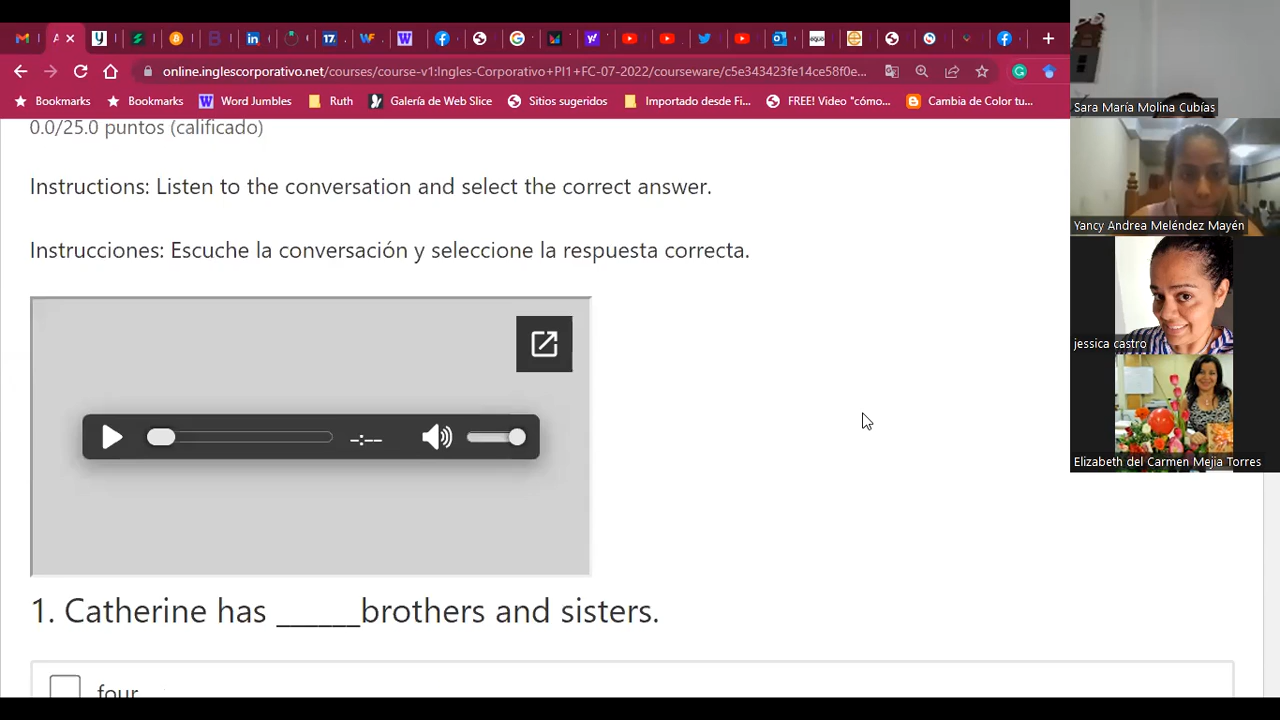 17
online.inglescorporativo.net/courses/course-v1:Ingles-Corporativo+PI1+FC-07-2022/courseware/c5e343423fe14ce58f0e...
Bookmarks
Bookmarks
Word Jumbles
Ruth
Galería de Web Slice
Sitios sugeridos
Importado desde Fi...
FREE! Video "cómo...
Cambia de Color tu...
0.0/25.0 puntos (calificado)
Instructions: Listen to the conversation and select the correct answer.
Instrucciones: Escuche la conversación y seleccione la respuesta correcta.
-:--
1. Catherine has ______brothers and sisters.
four
Sara María Molina Cubías
Yancy Andrea Meléndez Mayén
jessica castro
Elizabeth del Carmen Mejia Torres